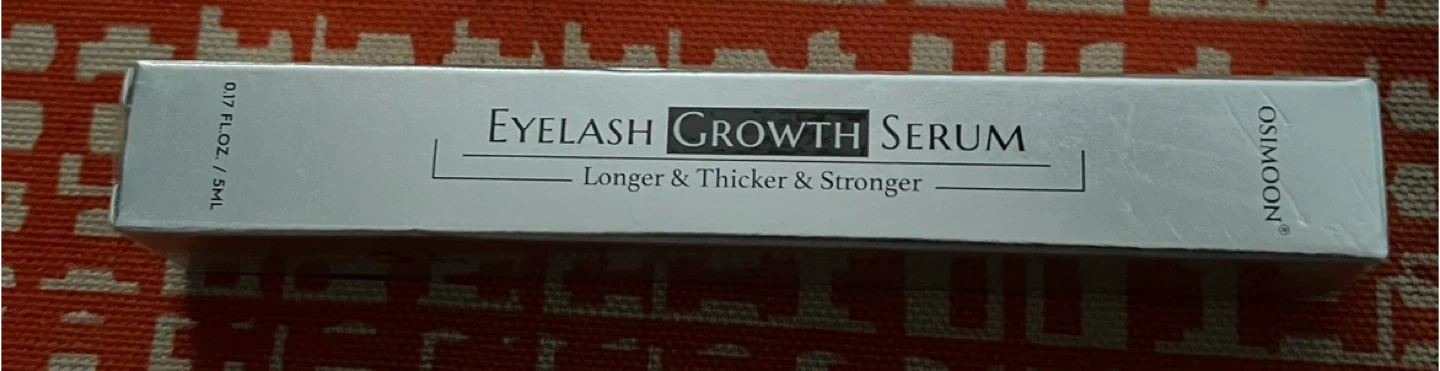 0.17 FL.OZ. / 5ML
EYELASH GROWTH SERUM
Longer & Thicker & Stronger
OSIMOON®